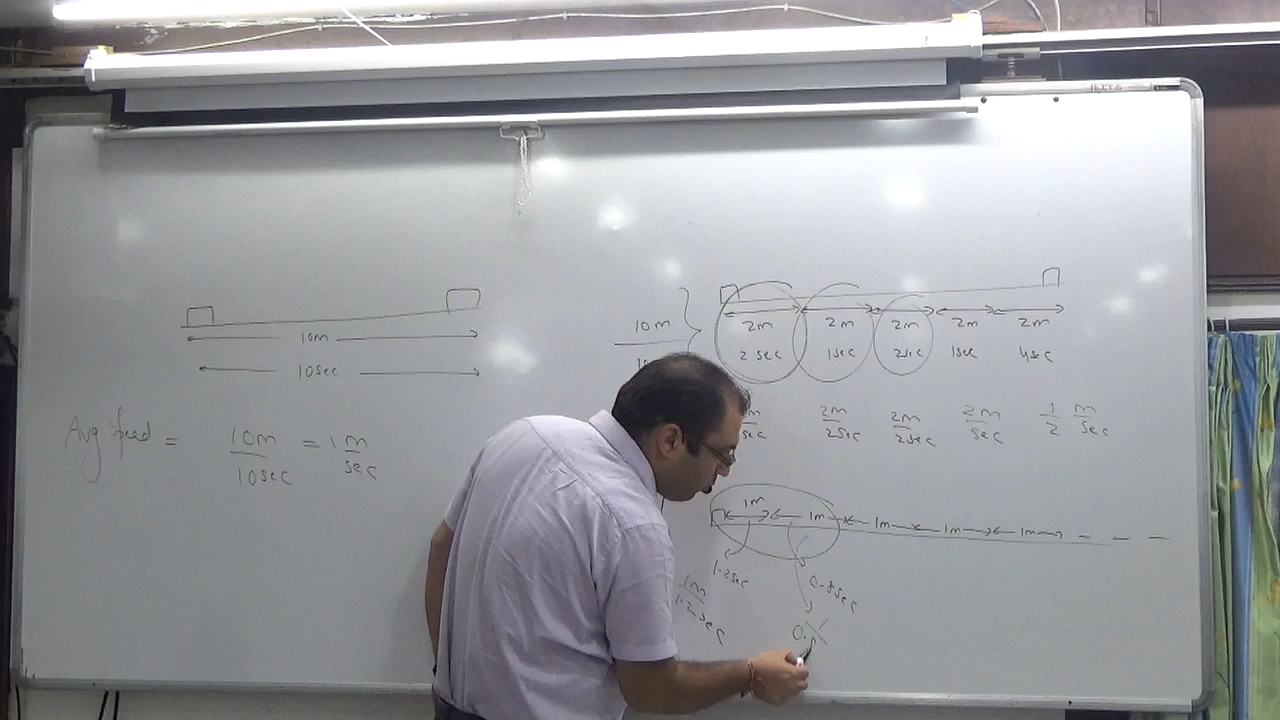 10m
10sec
Avg speed = 10m / 10sec = 1 m/sec
10m
2m 2m 2m 2m 2m
2sec 1sec 2sec 1sec 4sec
2m/2sec 2m/2sec 2m/sec 1/2 m/sec
1m 1m 1m 1m 1m - - -
1.2sec 0.8sec
1m/1.2sec
0.